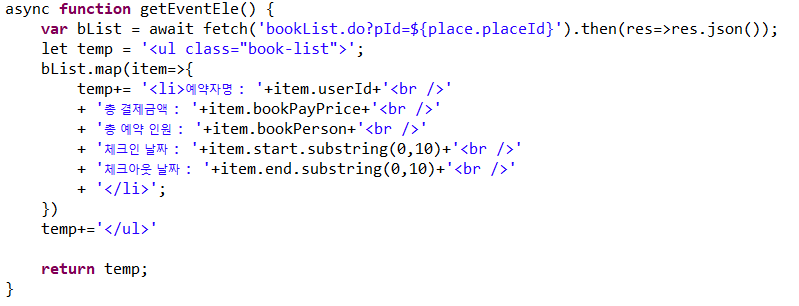 async function getEventEle() {
var bList = await fetch('bookList.do?pId=${place.placeId}').then(res=>res.json());
let temp = '<ul class="book-list">';
bList.map(item=>{
temp+= '<li>예약자명 : '+item.userId+'<br />'
+ '총 결제금액 : '+item.bookPayPrice+'<br />'
+ '총 예약 인원 : '+item.bookPerson+'<br />'
+ '체크인 날짜 : '+item.start.substring(0,10)+'<br />'
+ '체크아웃 날짜 : '+item.end.substring(0,10)+'<br />'
+ '</li>';
})
temp+='</ul>'
return temp;
}